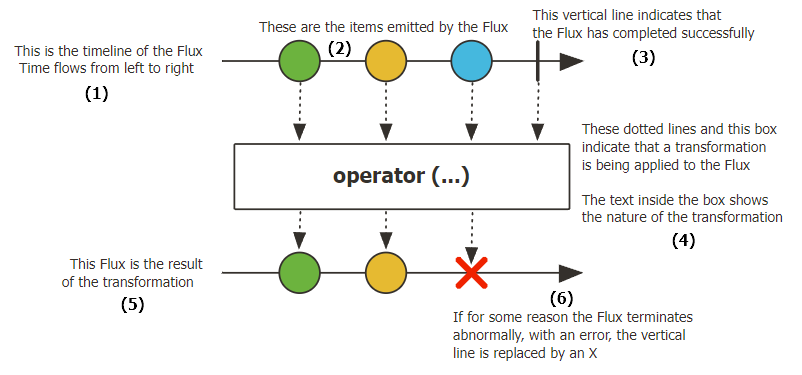 These are the items emitted by the Flux
(2)
This vertical line indicates that
the Flux has completed successfully
(3)
This is the timeline of the Flux
Time flows from left to right
(1)
These dotted lines and this box
indicate that a transformation
is being applied to the Flux
operator (...)
The text inside the box shows
the nature of the transformation
(4)
This Flux is the result
of the transformation
(5)
(6)
If for some reason the Flux terminates
abnormally, with an error, the vertical
line is replaced by an X